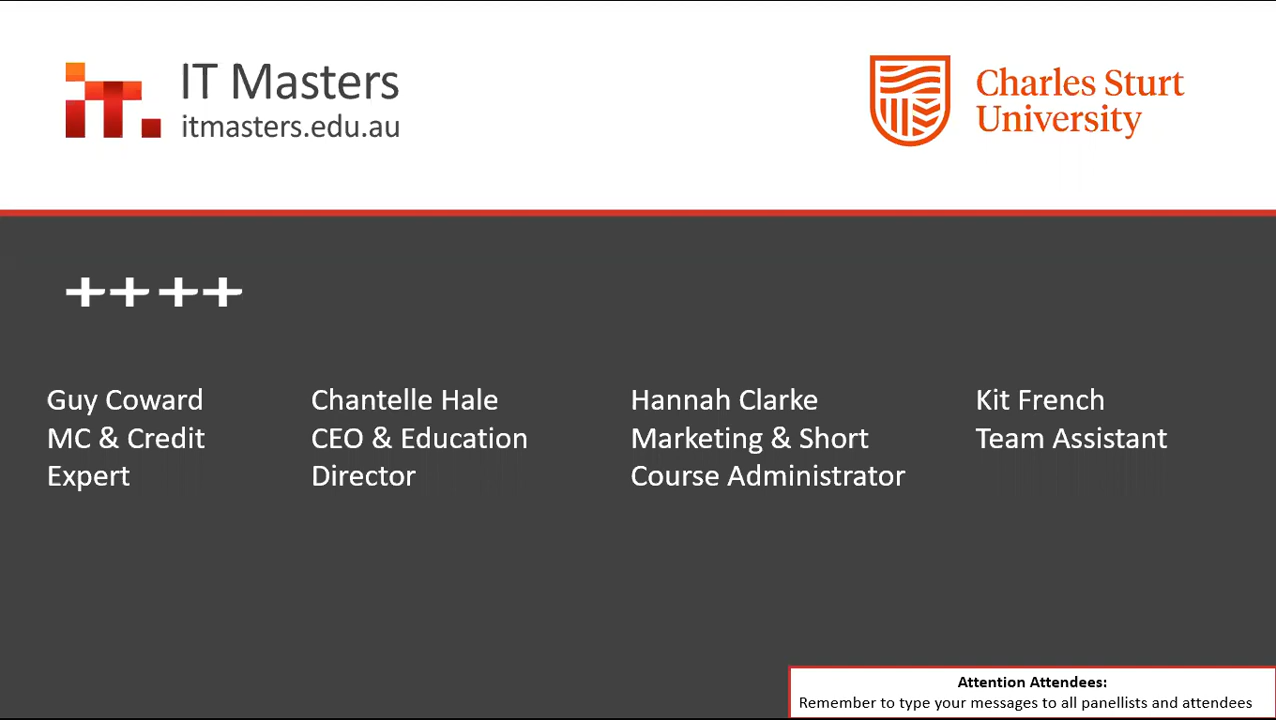 it.
IT Masters
itmasters.edu.au
Charles Sturt
University
++++
Guy Coward
MC & Credit
Expert
Chantelle Hale
CEO & Education
Director
Hannah Clarke
Marketing & Short
Course Administrator
Kit French
Team Assistant
Attention Attendees:
Remember to type your messages to all panellists and attendees